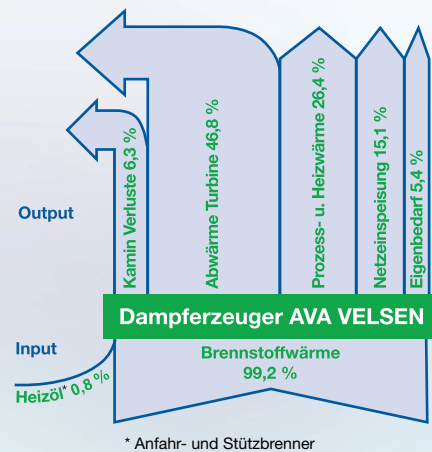 Output
Kamin Verluste 6,3 %
Abwärme Turbine 46,8 %
Prozess- u. Heizwärme 26,4 %
Netzeinspeisung 15,1 %
Eigenbedarf 5,4 %
Dampferzeuger AVA VELSEN
Input
Brennstoffwärme
99,2 %
Heizöl* 0,8 %
* Anfahr- und Stützbrenner